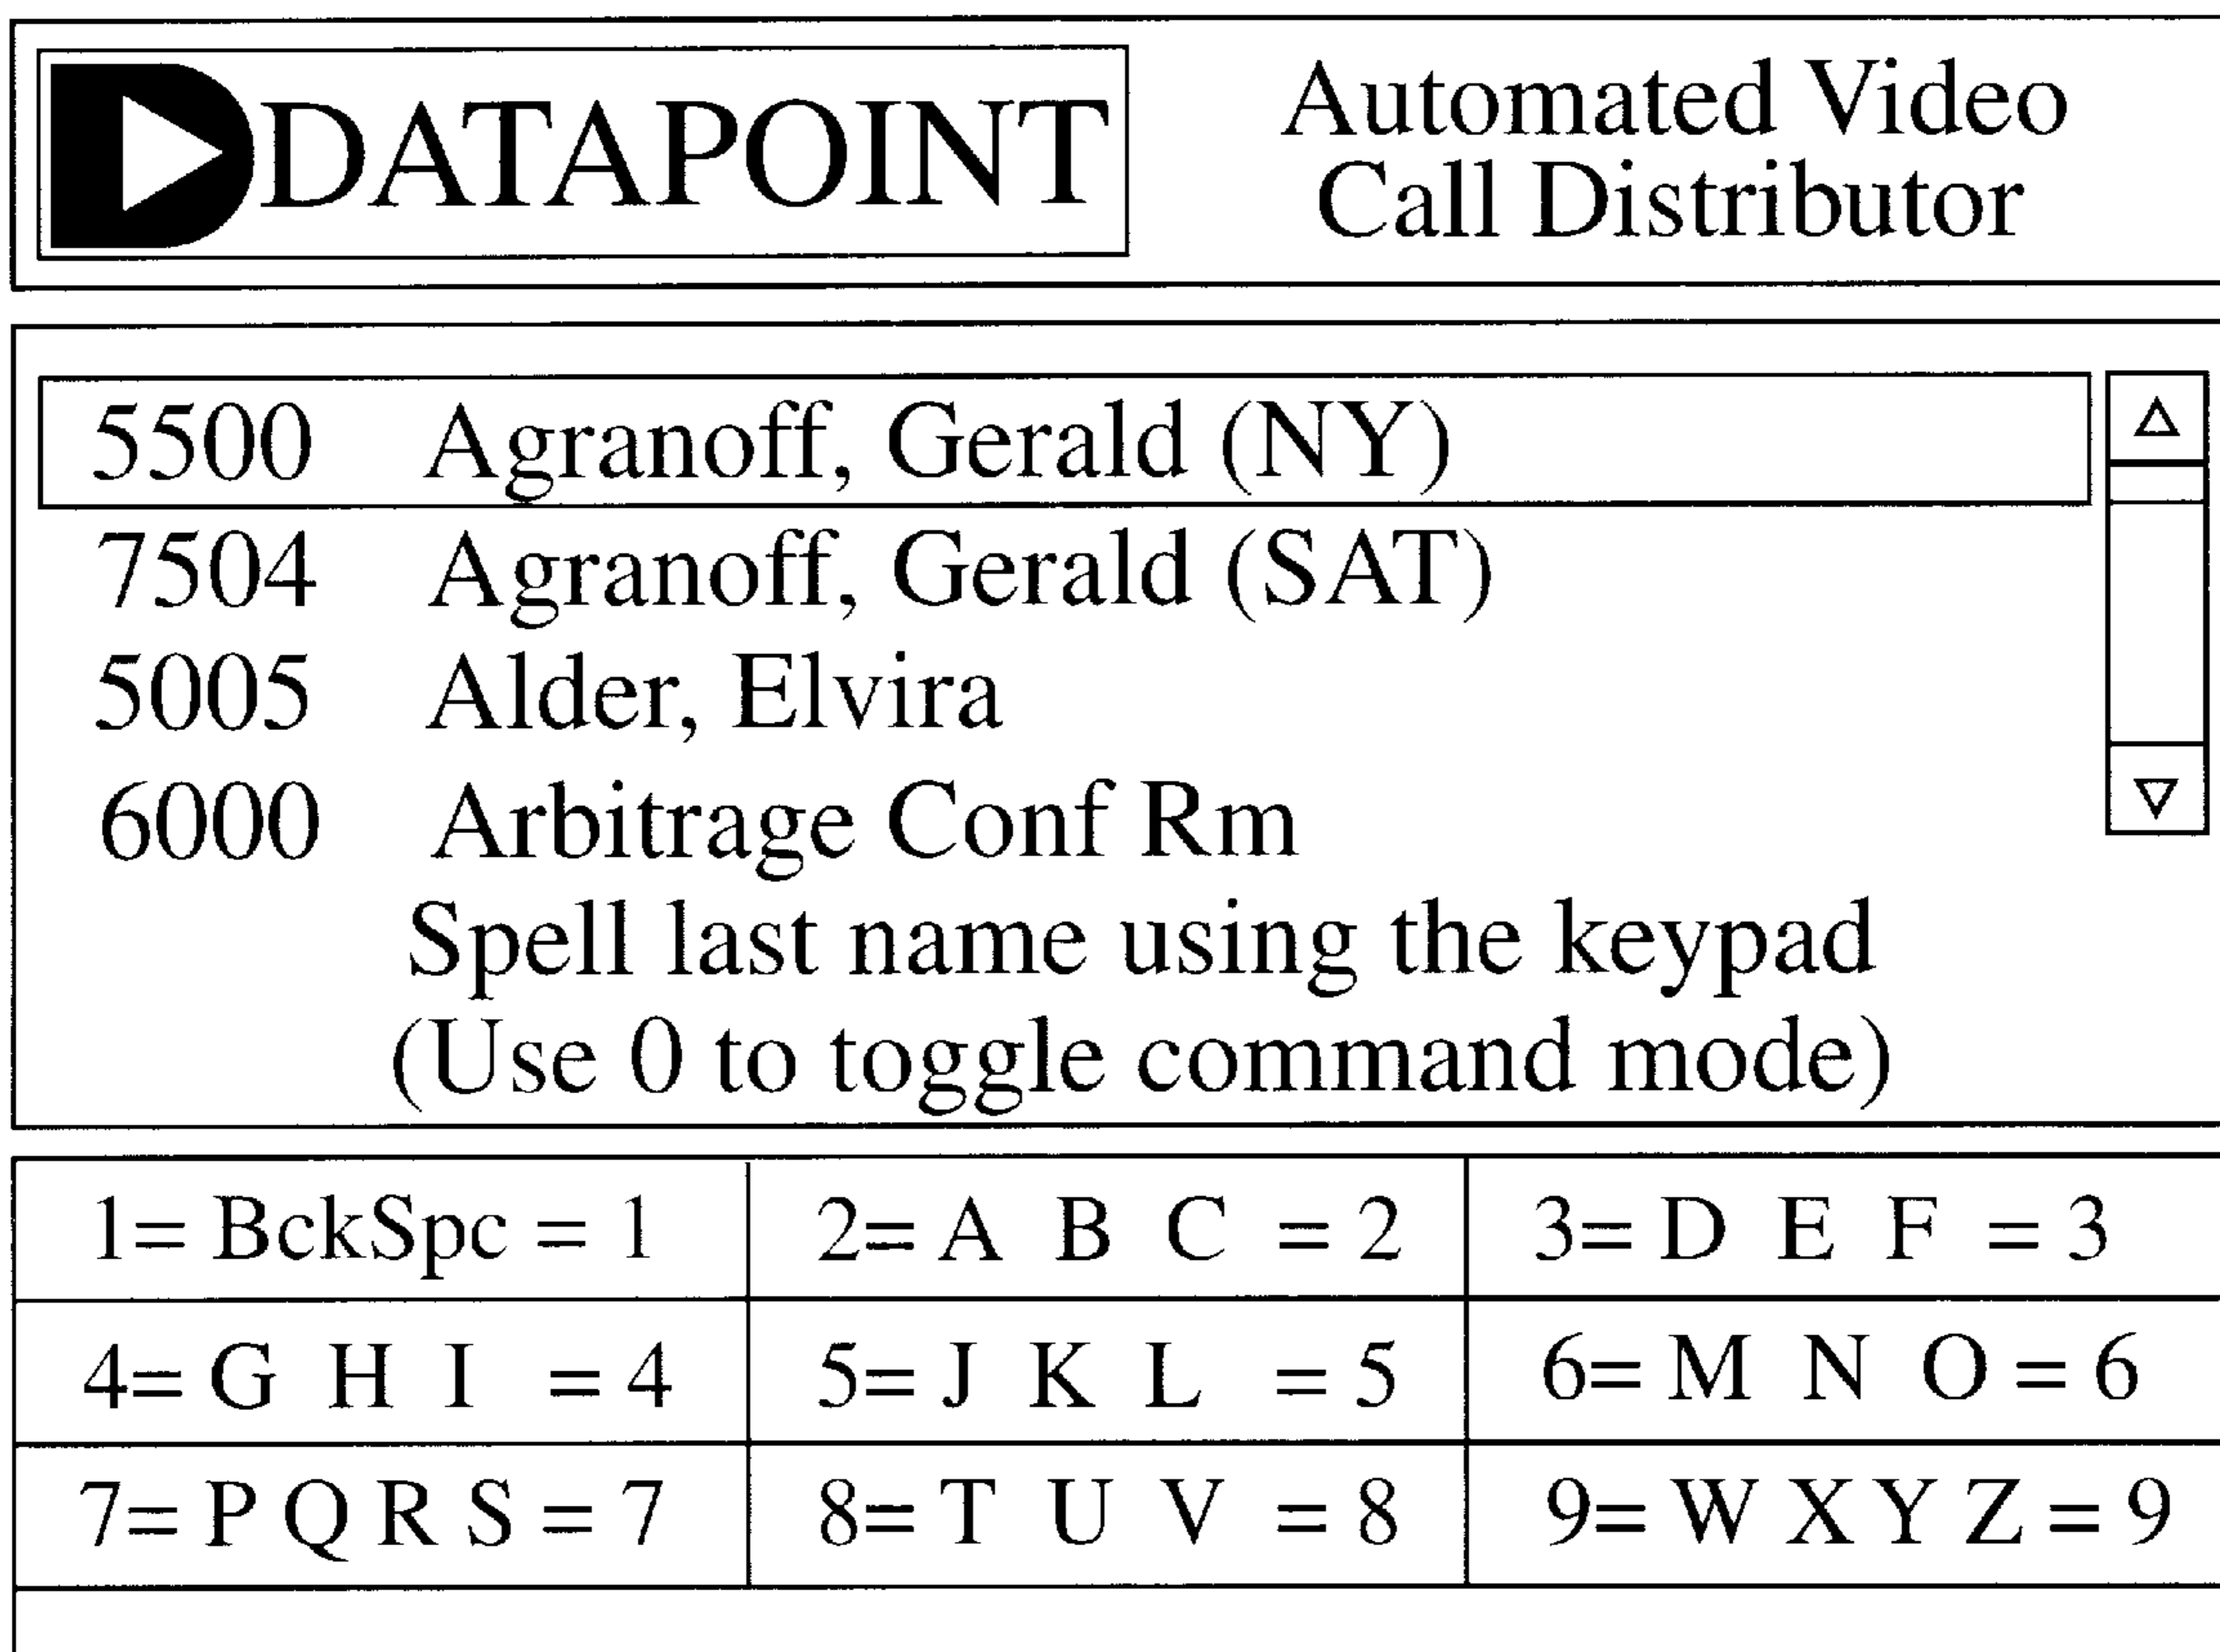 DATAPOINT
Automated Video
Call Distributor
5500 Agranoff, Gerald (NY)
7504 Agranoff, Gerald (SAT)
5005 Alder, Elvira
6000 Arbitrage Conf Rm
Spell last name using the keypad
(Use 0 to toggle command mode)
1= BckSpc = 1 2= A B C = 2 3= D E F = 3
4= G H I = 4 5= J K L = 5 6= M N O = 6
7= P Q R S = 7 8= T U V = 8 9= W X Y Z = 9